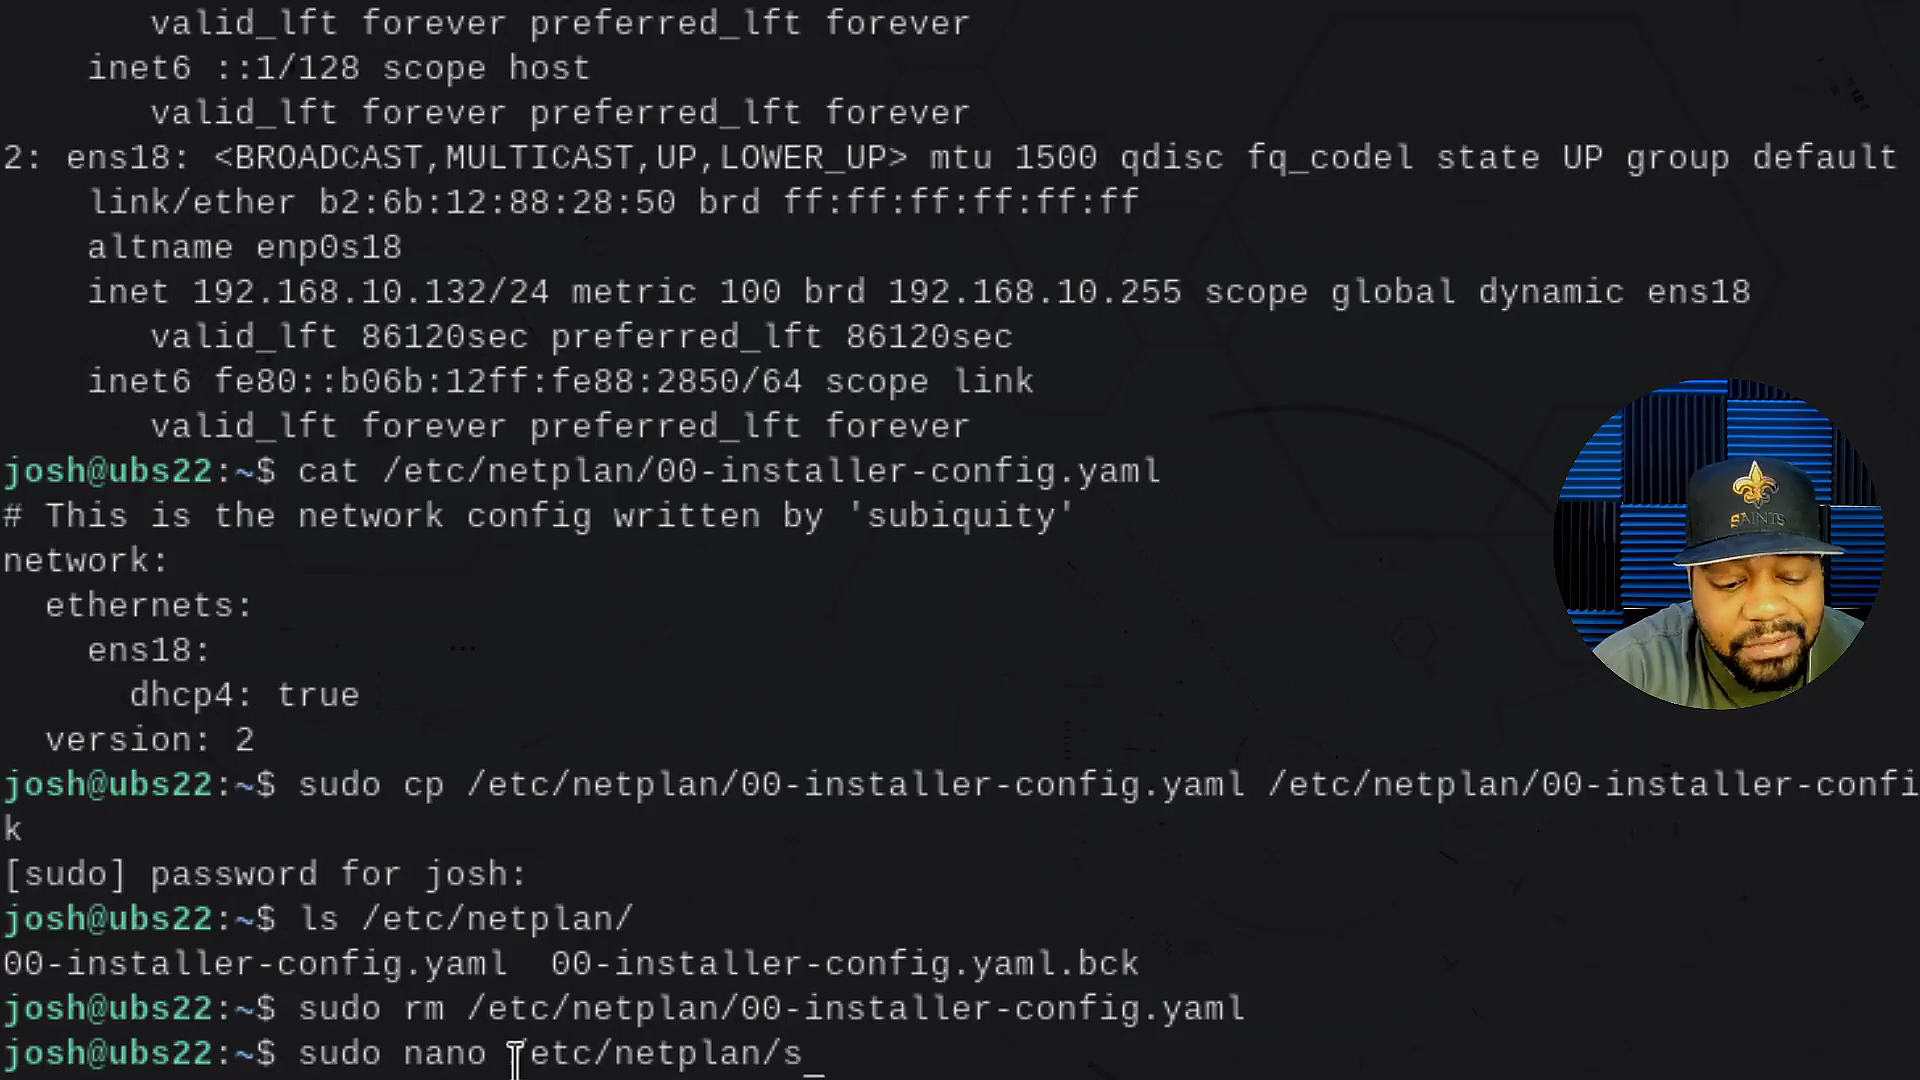 valid_lft forever preferred_lft forever
inet6 ::1/128 scope host
valid_lft forever preferred_lft forever
2: ens18: <BROADCAST,MULTICAST,UP,LOWER_UP> mtu 1500 qdisc fq_codel state UP group default
link/ether b2:6b:12:88:28:50 brd ff:ff:ff:ff:ff:ff
altname enp0s18
inet 192.168.10.132/24 metric 100 brd 192.168.10.255 scope global dynamic ens18
valid_lft 86120sec preferred_lft 86120sec
inet6 fe80::b06b:12ff:fe88:2850/64 scope link
valid_lft forever preferred_lft forever
josh@ubs22:~$ cat /etc/netplan/00-installer-config.yaml
# This is the network config written by 'subiquity'
network:
ethernets:
ens18:
dhcp4: true
version: 2
josh@ubs22:~$ sudo cp /etc/netplan/00-installer-config.yaml /etc/netplan/00-installer-confi
k
[sudo] password for josh:
josh@ubs22:~$ ls /etc/netplan/
00-installer-config.yaml 00-installer-config.yaml.bck
josh@ubs22:~$ sudo rm /etc/netplan/00-installer-config.yaml
josh@ubs22:~$ sudo nano /etc/netplan/s_
SAINTS